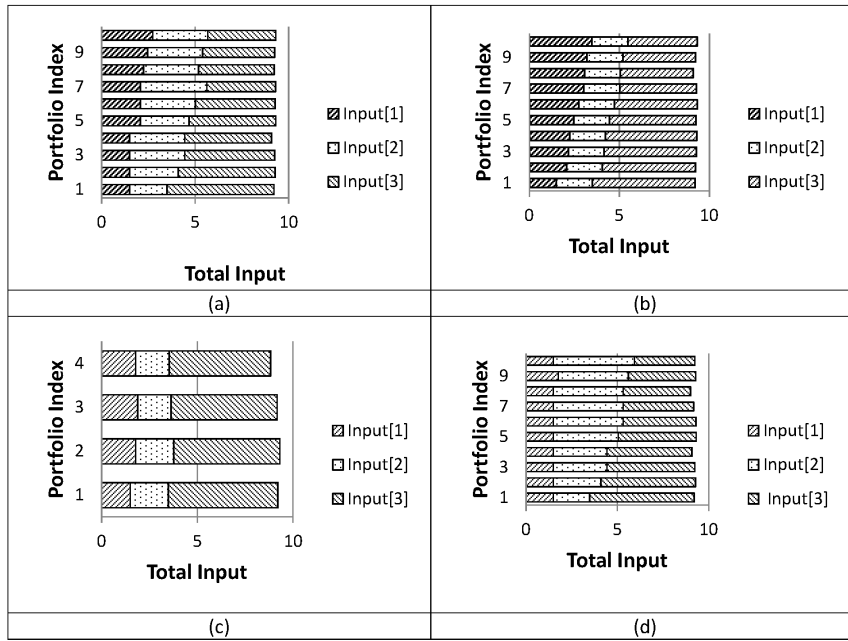 Portfolio Index
9
7
5
3
1
0 5 10
Total Input
Input[1]
Input[2]
Input[3]
(a)
Portfolio Index
9
7
5
3
1
0 5 10
Total Input
Input[1]
Input[2]
Input[3]
(b)
Portfolio Index
4
3
2
1
0 5 10
Total Input
Input[1]
Input[2]
Input[3]
(c)
Portfolio Index
9
7
5
3
1
0 5 10
Total Input
Input[1]
Input[2]
Input[3]
(d)